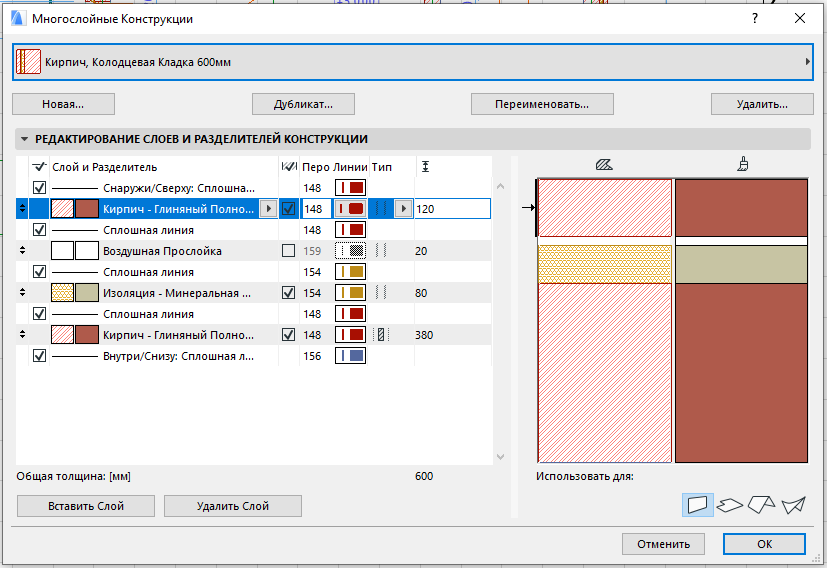 Многослойные Конструкции
?
Кирпич, Колодцевая Кладка 600мм
Новая... Дубликат... Переименовать... Удалить...
РЕДАКТИРОВАНИЕ СЛОЕВ И РАЗДЕЛИТЕЛЕЙ КОНСТРУКЦИИ
Слой и Разделитель Перо Линии Тип
Снаружи/Сверху: Сплошна... 148
Кирпич - Глиняный Полно... 148 120
Сплошная линия 148
Воздушная Прослойка 159 20
Сплошная линия 154
Изоляция - Минеральная ... 154 80
Сплошная линия 148
Кирпич - Глиняный Полно... 148 380
Внутри/Снизу: Сплошная л... 156
Общая толщина: [мм] 600
Использовать для:
Вставить Слой Удалить Слой
Отменить OK